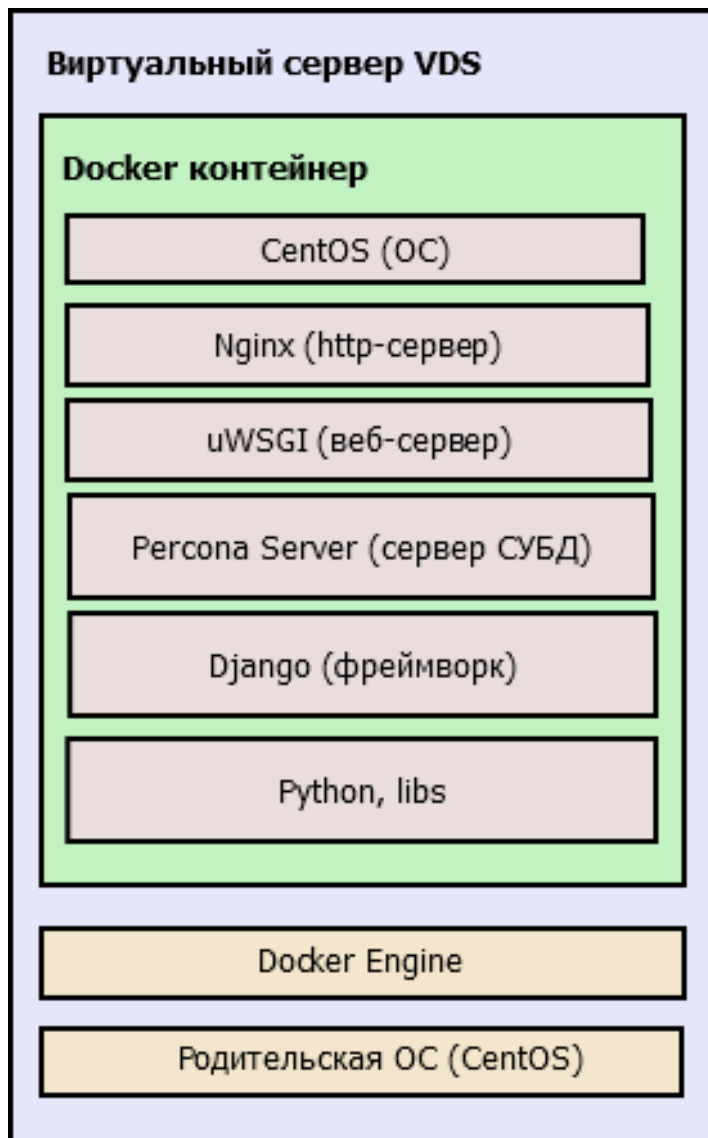 Виртуальный сервер VDS
Docker контейнер
CentOS (ОС)
Nginx (http-сервер)
uWSGI (веб-сервер)
Percona Server (сервер СУБД)
Django (фреймворк)
Python, libs
Docker Engine
Родительская ОС (CentOS)